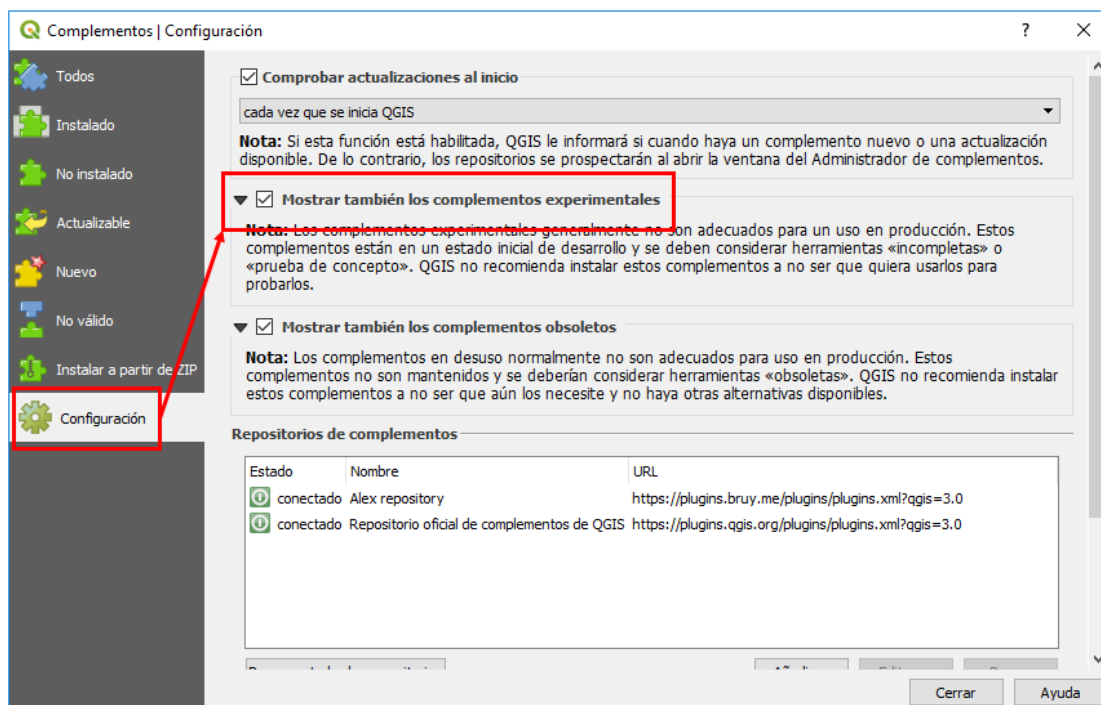 Complementos | Configuración
?
Todos
Instalado
No instalado
Actualizable
Nuevo
No válido
Instalar a partir de ZIP
Configuración
Comprobar actualizaciones al inicio
cada vez que se inicia QGIS
Nota: Si esta función está habilitada, QGIS le informará si cuando haya un complemento nuevo o una actualización
disponible. De lo contrario, los repositorios se prospectarán al abrir la ventana del Administrador de complementos.
Mostrar también los complementos experimentales
Nota: Los complementos experimentales generalmente no son adecuados para un uso en producción. Estos
complementos están en un estado inicial de desarrollo y se deben considerar herramientas «incompletas» o
«prueba de concepto». QGIS no recomienda instalar estos complementos a no ser que quiera usarlos para
probarlos.
Mostrar también los complementos obsoletos
Nota: Los complementos en desuso normalmente no son adecuados para uso en producción. Estos
complementos no son mantenidos y se deberían considerar herramientas «obsoletas». QGIS no recomienda instalar
estos complementos a no ser que aún los necesite y no haya otras alternativas disponibles.
Repositorios de complementos
Estado Nombre URL
conectado Alex repository https://plugins.bruy.me/plugins/plugins.xml?qgis=3.0
conectado Repositorio oficial de complementos de QGIS https://plugins.qgis.org/plugins/plugins.xml?qgis=3.0
Cerrar Ayuda